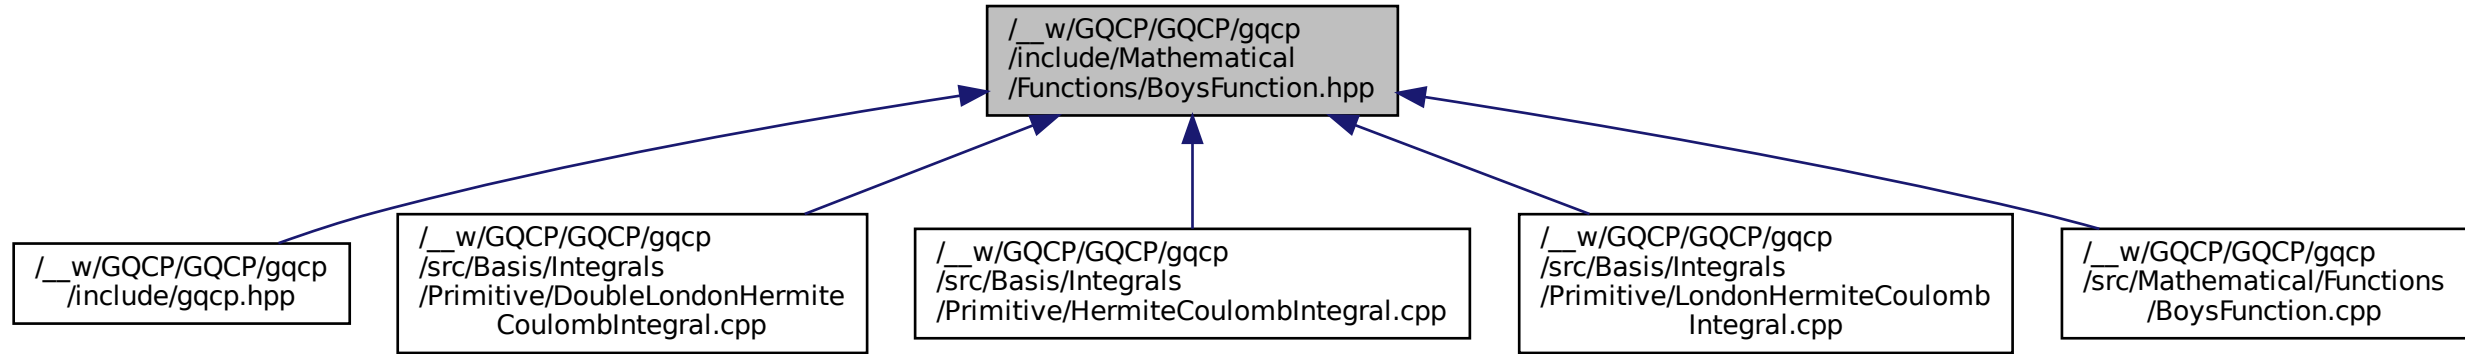 /__w/GQCP/GQCP/gqcp
/include/Mathematical
/Functions/BoysFunction.hpp
/__w/GQCP/GQCP/gqcp
/include/gqcp.hpp
/__w/GQCP/GQCP/gqcp
/src/Basis/Integrals
/Primitive/DoubleLondonHermite
CoulombIntegral.cpp
/__w/GQCP/GQCP/gqcp
/src/Basis/Integrals
/Primitive/HermiteCoulombIntegral.cpp
/__w/GQCP/GQCP/gqcp
/src/Basis/Integrals
/Primitive/LondonHermiteCoulomb
Integral.cpp
/__w/GQCP/GQCP/gqcp
/src/Mathematical/Functions
/BoysFunction.cpp